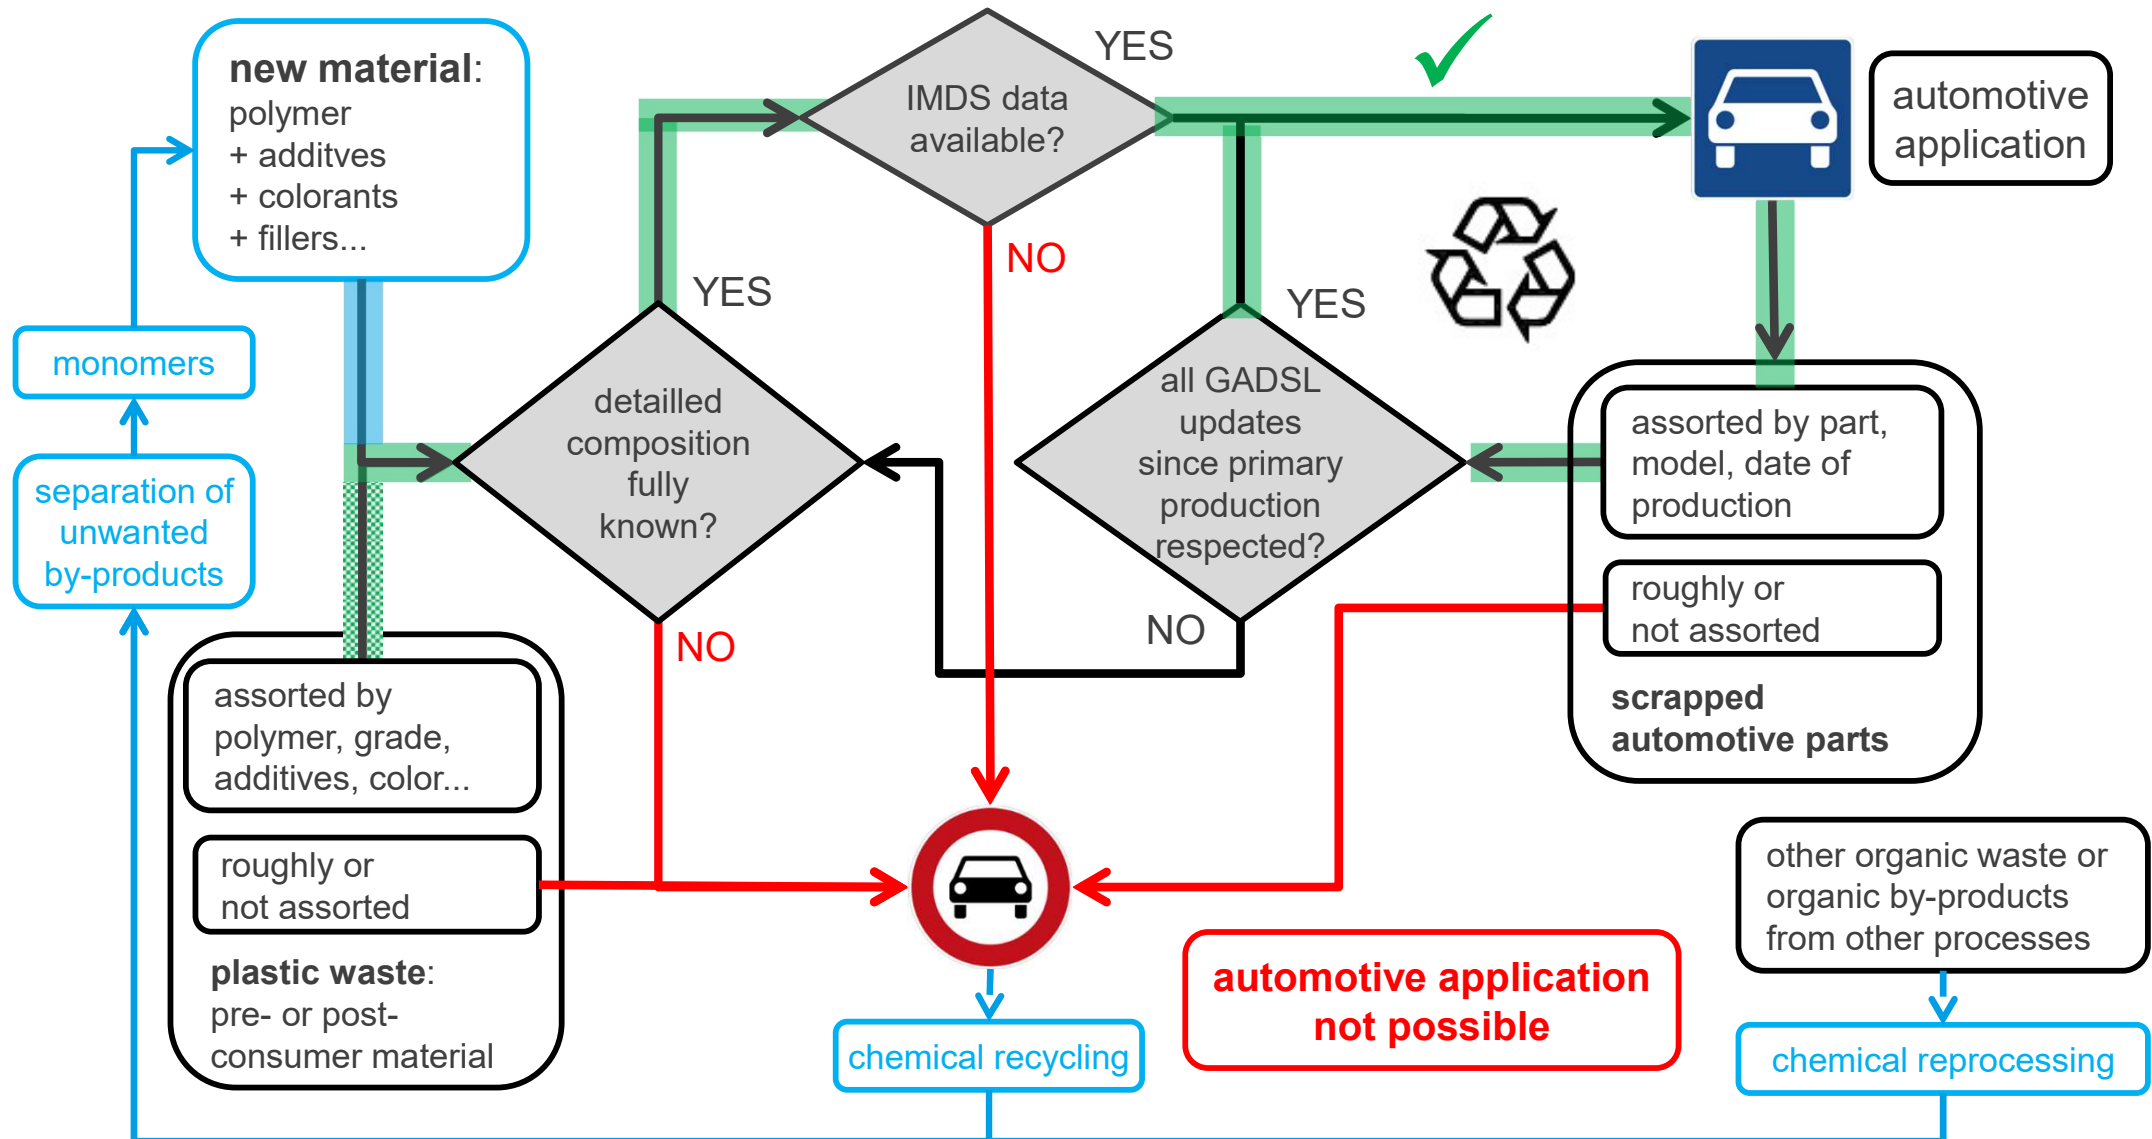 new material:
polymer
+ additves
+ colorants
+ fillers...
monomers
separation of
unwanted
by-products
assorted by
polymer, grade,
additives, color...
roughly or
not assorted
plastic waste:
pre- or post-
consumer material
detailled
composition
fully
known?
YES
NO
IMDS data
available?
YES
NO
all GADSL
updates
since primary
production
respected?
YES
NO
automotive
application
assorted by part,
model, date of
production
roughly or
not assorted
scrapped
automotive parts
automotive application
not possible
chemical recycling
other organic waste or
organic by-products
from other processes
chemical reprocessing